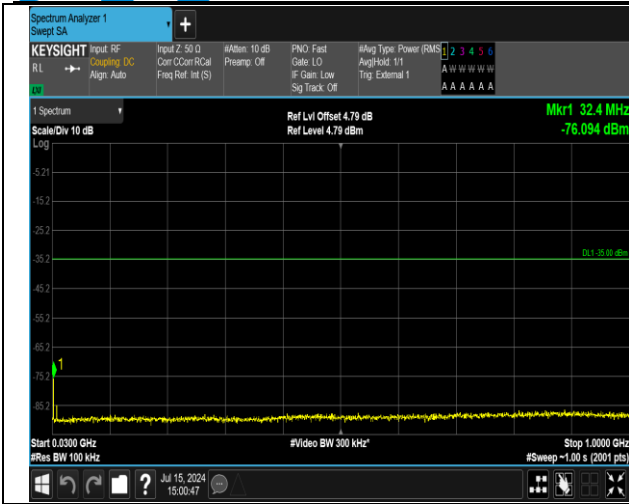 Spectrum Analyzer 1
Swept SA
+
KEYSIGHT
RL
LXI
Input: RF
Coupling: DC
Align: Auto
Input Z: 50 Ω
Corr CCorr RCal
Freq Ref: Int (S)
#Atten: 10 dB
Preamp: Off
PNO: Fast
Gate: LO
IF Gain: Low
Sig Track: Off
#Avg Type: Power (RMS
Avg|Hold: 1/1
Trig: External 1
1 2 3 4 5 6
A W W W W W
A A A A A A
1 Spectrum
Scale/Div 10 dB
Log
Ref Lvl Offset 4.79 dB
Ref Level 4.79 dBm
Mkr1 32.4 MHz
-76.094 dBm
-5.21
-15.2
-25.2
DL1 -35.00 dBm
-35.2
-45.2
-55.2
-65.2
1
-75.2
-85.2
Start 0.0300 GHz
#Res BW 100 kHz
#Video BW 300 kHz*
Stop 1.0000 GHz
#Sweep ~1.00 s (2001 pts)
?
Jul 15, 2024
15:00:47